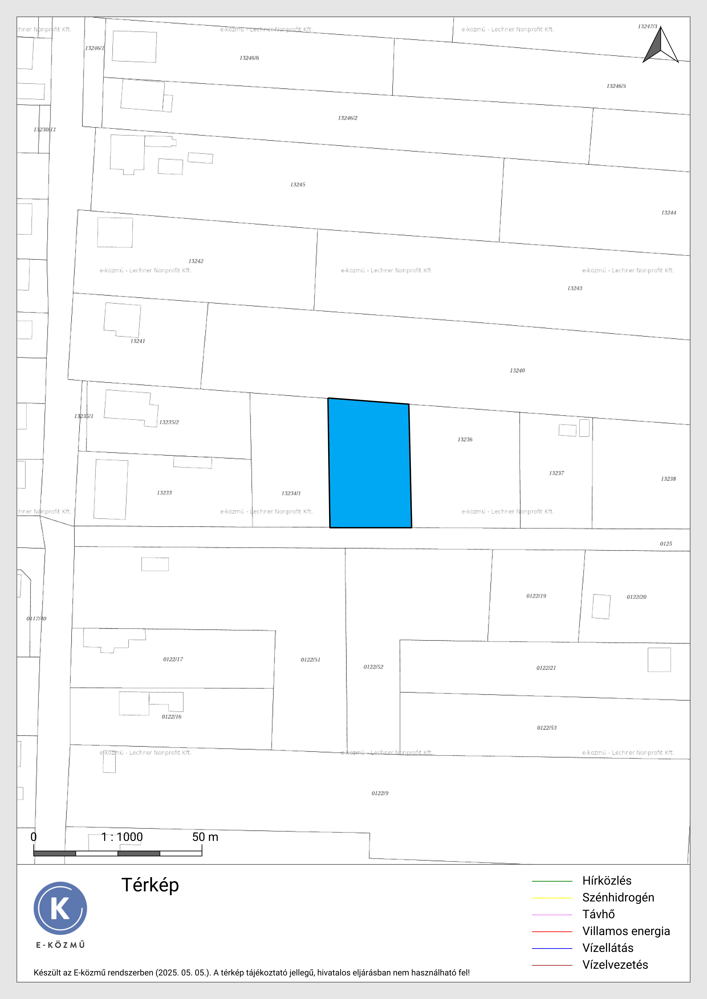 hner Nonprofit Kft.
e-közmű - Lechner Nonprofit Kft.
e-közmű - Lechner Nonprofit Kft.
13247/3
13246/1
13246/6
13246/5
13246/2
13230/11
13245
13244
13242
e-közmű - Lechner Nonprofit Kft.
e-közmű - Lechner Nonprofit Kft.
e-közmű - Lechner Nonprofit Kft.
13243
13241
13240
13235/1
13235/2
13236
13237
13238
13233
13234/1
hner Nonprofit Kft.
e-közmű - Lechner Nonprofit Kft.
e-közmű - Lechner Nonprofit Kft.
0125
0122/19
0122/20
0117/40
0122/17
0122/51
0122/52
0122/21
0122/16
0122/53
e-közmű - Lechner Nonprofit Kft.
e-közmű - Lechner Nonprofit Kft.
e-közmű - Lechner Nonprofit Kft.
0122/9
0 1 : 1000 50 m
Térkép
K
E-KÖZMŰ
Hírközlés
Szénhidrogén
Távhő
Villamos energia
Vízellátás
Vízelvezetés
Készült az E-közmű rendszerben (2025. 05. 05.). A térkép tájékoztató jellegű, hivatalos eljárásban nem használható fel!